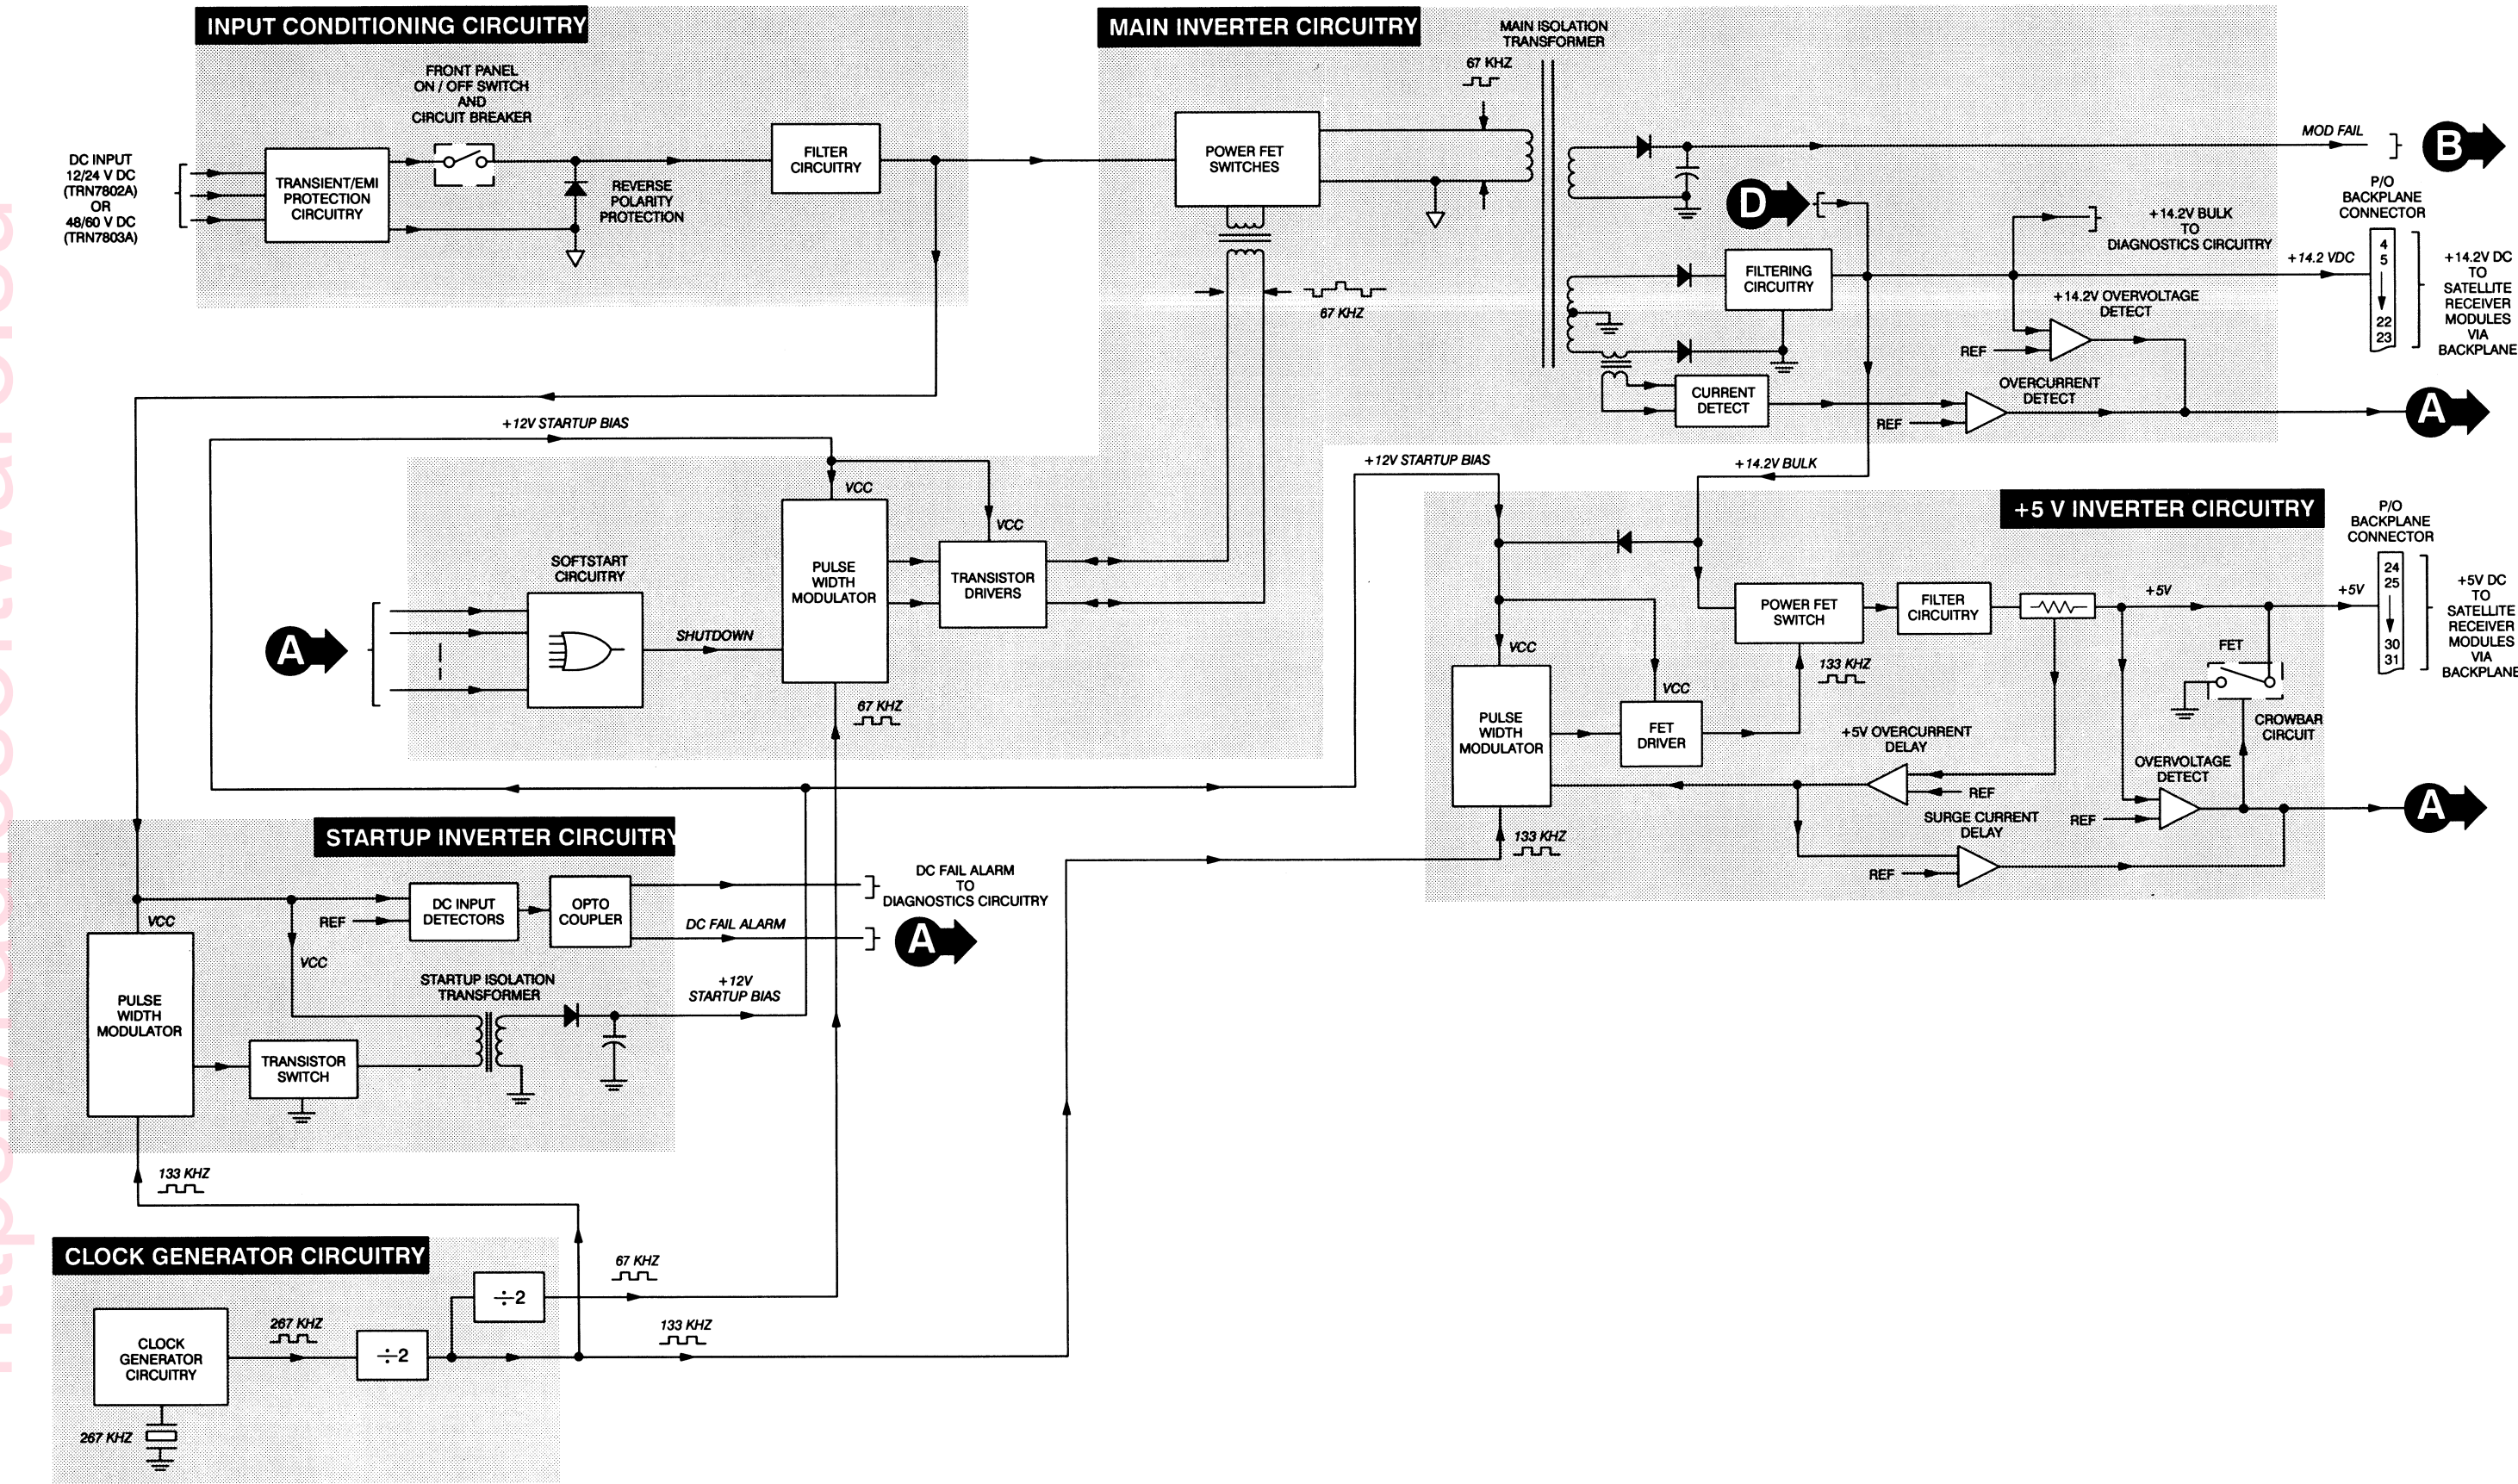 INPUT CONDITIONING CIRCUITRY
FRONT PANEL
ON / OFF SWITCH
AND
CIRCUIT BREAKER
DC INPUT
12/24 V DC
(TRN7802A)
OR
48/60 V DC
(TRN7803A)
TRANSIENT/EMI
PROTECTION
CIRCUITRY
REVERSE
POLARITY
PROTECTION
FILTER
CIRCUITRY
MAIN INVERTER CIRCUITRY
MAIN ISOLATION
TRANSFORMER
67 KHZ
POWER FET
SWITCHES
67 KHZ
MOD FAIL
B
D
P/O
BACKPLANE
CONNECTOR
+14.2V BULK
TO
DIAGNOSTICS CIRCUITRY
+14.2 VDC
4
5
22
23
+14.2V DC
TO
SATELLITE
RECEIVER
MODULES
VIA
BACKPLANE
FILTERING
CIRCUITRY
+14.2V OVERVOLTAGE
DETECT
REF
CURRENT
DETECT
OVERCURRENT
DETECT
REF
A
+12V STARTUP BIAS
VCC
VCC
SOFTSTART
CIRCUITRY
PULSE
WIDTH
MODULATOR
TRANSISTOR
DRIVERS
A
SHUTDOWN
67 KHZ
+12V STARTUP BIAS
+14.2V BULK
+5 V INVERTER CIRCUITRY
P/O
BACKPLANE
CONNECTOR
24
25
30
31
+5V DC
TO
SATELLITE
RECEIVER
MODULES
VIA
BACKPLANE
POWER FET
SWITCH
FILTER
CIRCUITRY
+5V
+5V
VCC
133 KHZ
FET
VCC
PULSE
WIDTH
MODULATOR
FET
DRIVER
+5V OVERCURRENT
DELAY
CROWBAR
CIRCUIT
OVERVOLTAGE
DETECT
REF
REF
A
SURGE CURRENT
DELAY
133 KHZ
REF
STARTUP INVERTER CIRCUITRY
VCC
REF
DC INPUT
DETECTORS
OPTO
COUPLER
DC FAIL ALARM
TO
DIAGNOSTICS CIRCUITRY
DC FAIL ALARM
A
VCC
PULSE
WIDTH
MODULATOR
STARTUP ISOLATION
TRANSFORMER
+12V
STARTUP BIAS
TRANSISTOR
SWITCH
133 KHZ
CLOCK GENERATOR CIRCUITRY
÷2
67 KHZ
CLOCK
GENERATOR
CIRCUITRY
267 KHZ
÷2
133 KHZ
267 KHZ